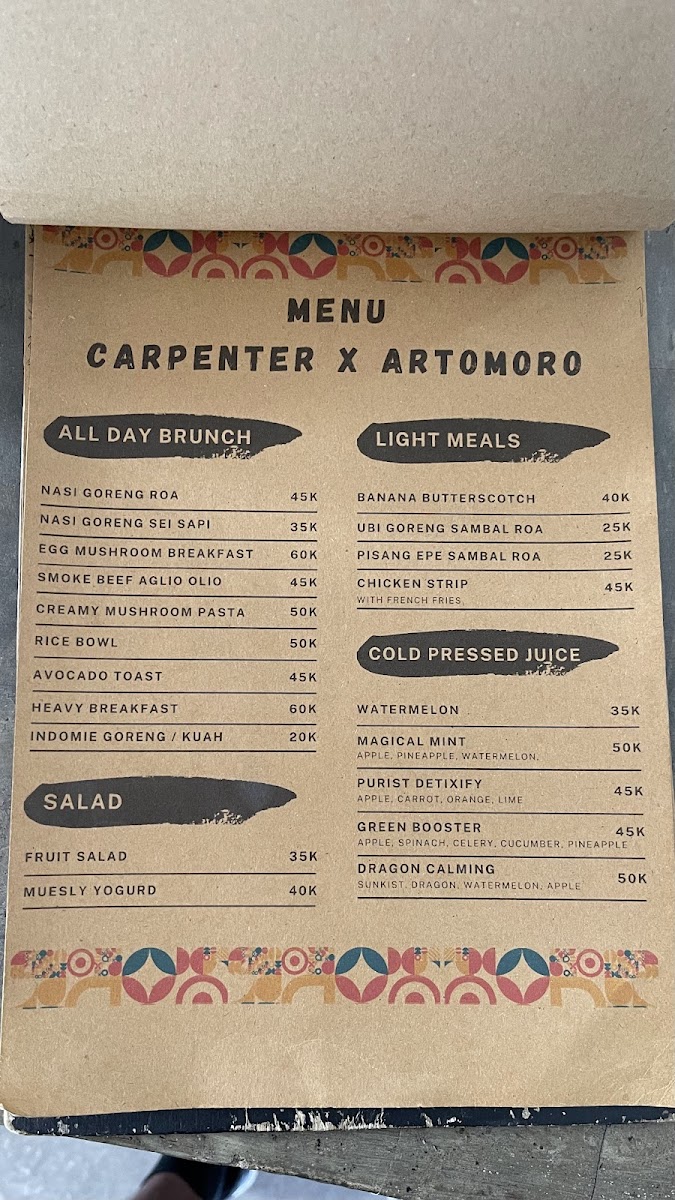 MENU
CARPENTER X ARTOMORO
ALL DAY BRUNCH
NASI GORENG ROA 45K
NASI GORENG SEI SAPI 35K
EGG MUSHROOM BREAKFAST 60K
SMOKE BEEF AGLIO OLIO 45K
CREAMY MUSHROOM PASTA 50K
RICE BOWL 50K
AVOCADO TOAST 45K
HEAVY BREAKFAST 60K
INDOMIE GORENG / KUAH 20K
SALAD
FRUIT SALAD 35K
MUESLY YOGURD 40K
LIGHT MEALS
BANANA BUTTERSCOTCH 40K
UBI GORENG SAMBAL ROA 25K
PISANG EPE SAMBAL ROA 25K
CHICKEN STRIP 45K
WITH FRENCH FRIES
COLD PRESSED JUICE
WATERMELON 35K
MAGICAL MINT 50K
APPLE, PINEAPPLE, WATERMELON,
PURIST DETIXIFY 45K
APPLE, CARROT, ORANGE, LIME
GREEN BOOSTER 45K
APPLE, SPINACH, CELERY, CUCUMBER, PINEAPPLE
DRAGON CALMING 50K
SUNKIST, DRAGON, WATERMELON, APPLE